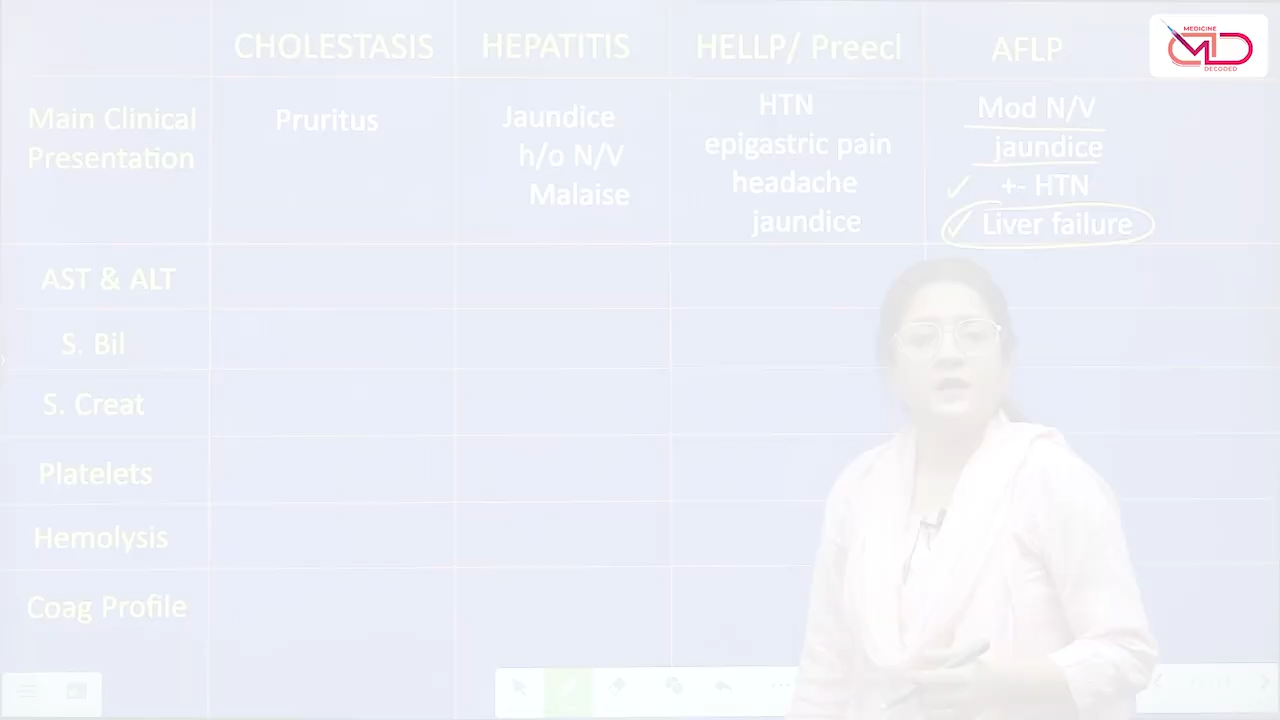 CHOLESTASIS HEPATITIS HELLP/ Preecl AFLP
MEDICINE
MD
DECODED
Main Clinical
Presentation
Pruritus
Jaundice
h/o N/V
Malaise
HTN
epigastric pain
headache
jaundice
Mod N/V
jaundice
✓ +- HTN
✓ Liver failure
AST & ALT
S. Bil
S. Creat
Platelets
Hemolysis
Coag Profile